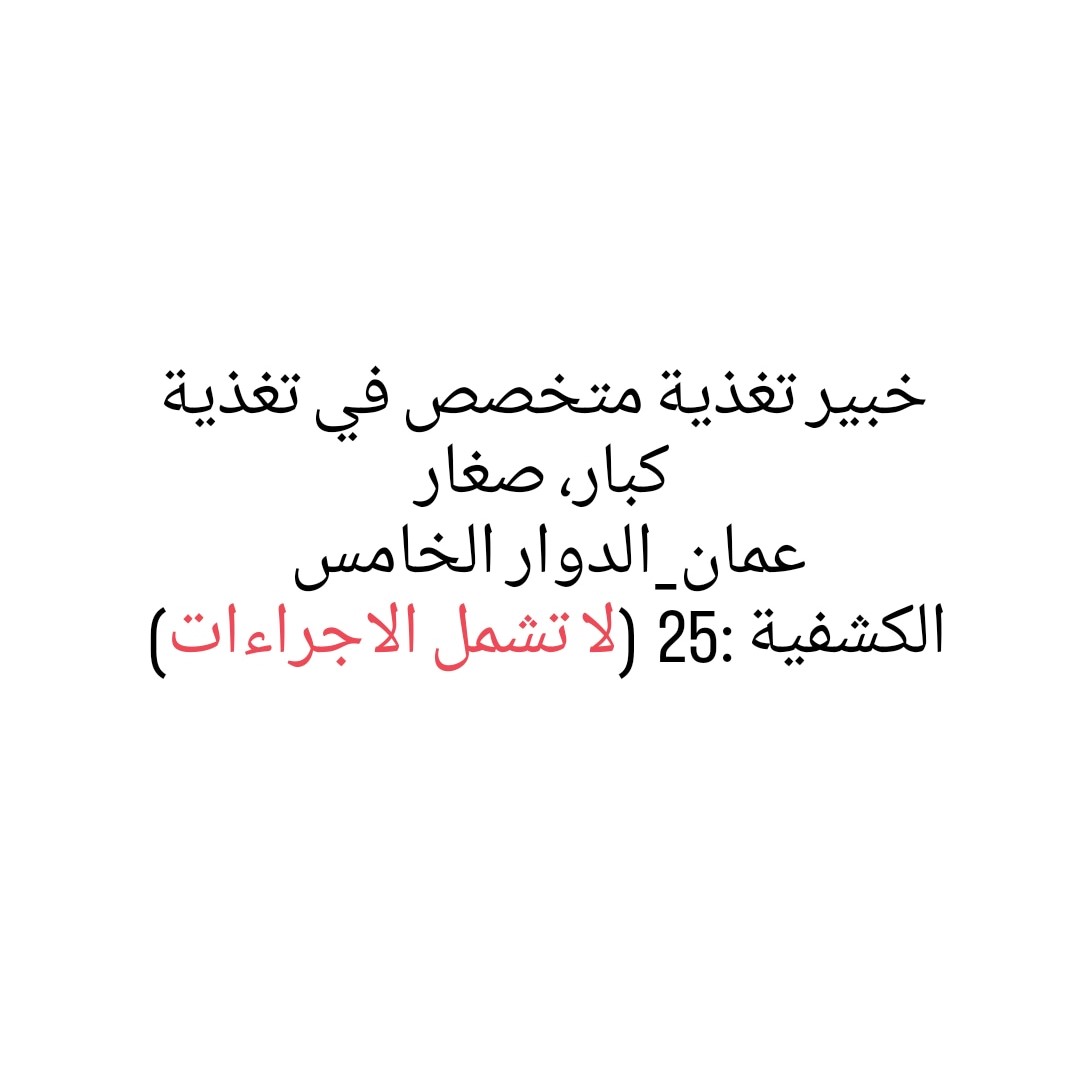 خبير تغذية متخصص في تغذية
كبار، صغار
عمان_الدوار الخامس
الكشفية :25 (لا تشمل الاجراءات)